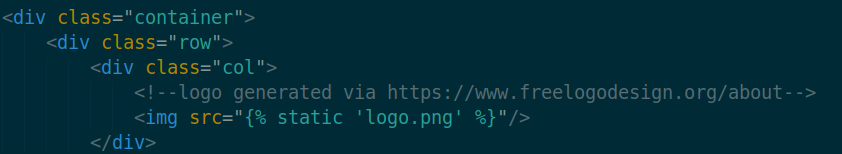 <div class="container">
    <div class="row">
        <div class="col">
            <!--logo generated via https://www.freelogodesign.org/about-->
            <img src="{% static 'logo.png' %}"/>
        </div>